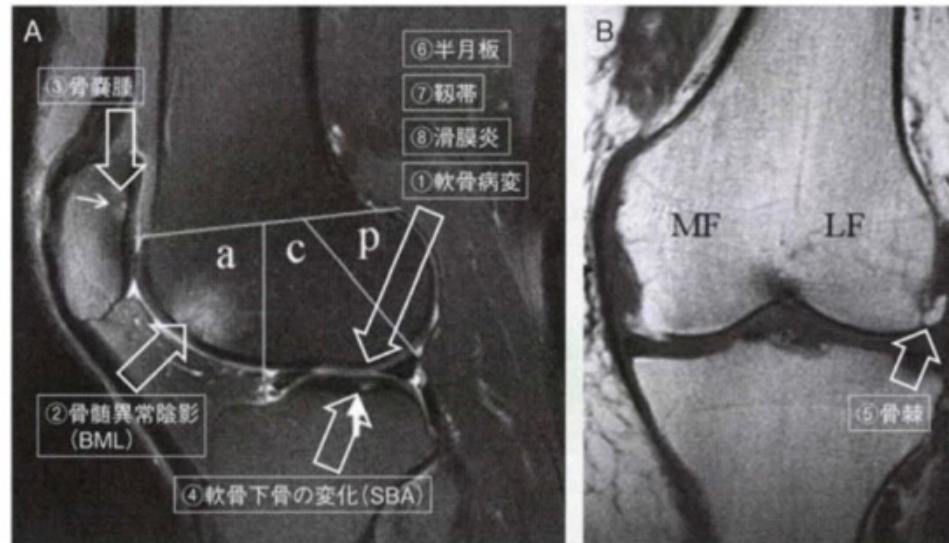 A
③骨嚢腫
⑥半月板
⑦靱帯
⑧滑膜炎
①軟骨病変
a
c
p
②骨髄異常陰影
(BML)
④軟骨下骨の変化(SBA)
B
MF
LF
⑤骨棘